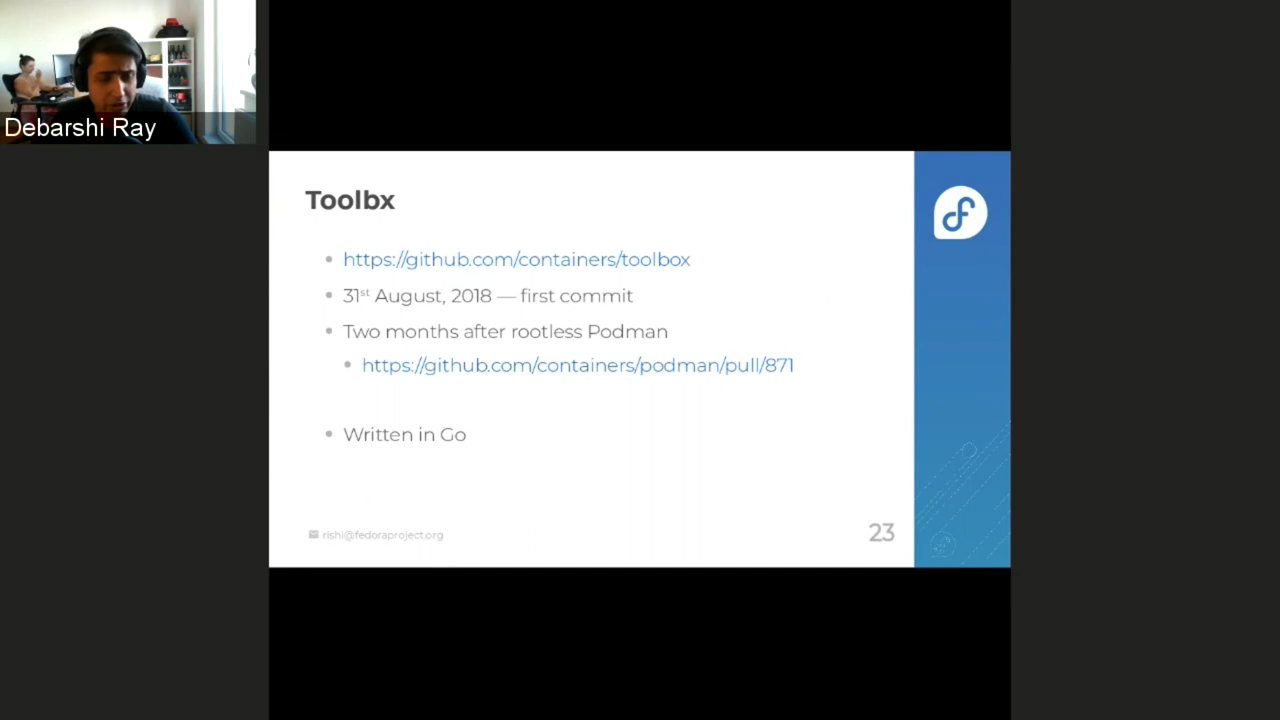 Debarshi Ray
Toolbx
https://github.com/containers/toolbox
31st August, 2018 — first commit
Two months after rootless Podman
https://github.com/containers/podman/pull/871
Written in Go
rishi@fedoraproject.org
23